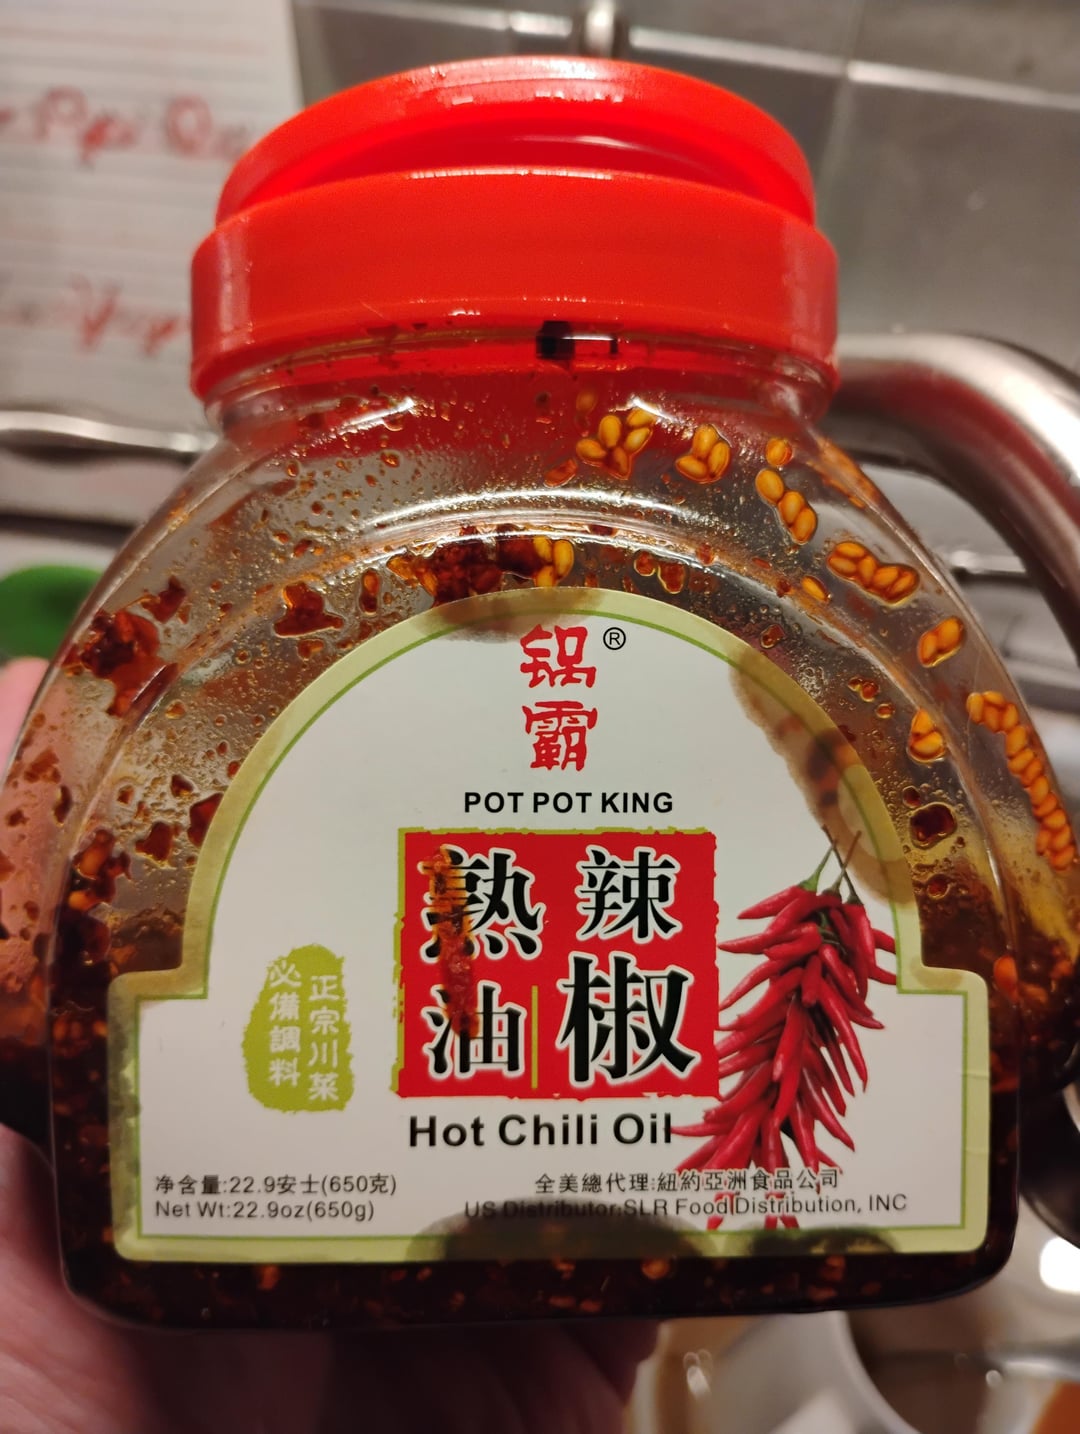 锅霸®
POT POT KING
辣椒
熟油
Hot Chili Oil
正宗川菜
必備調料
净含量:22.9安士(650克)
Net Wt:22.9oz(650g)
全美總代理:紐約亞洲食品公司
US Distributor:SLR Food Distribution, INC